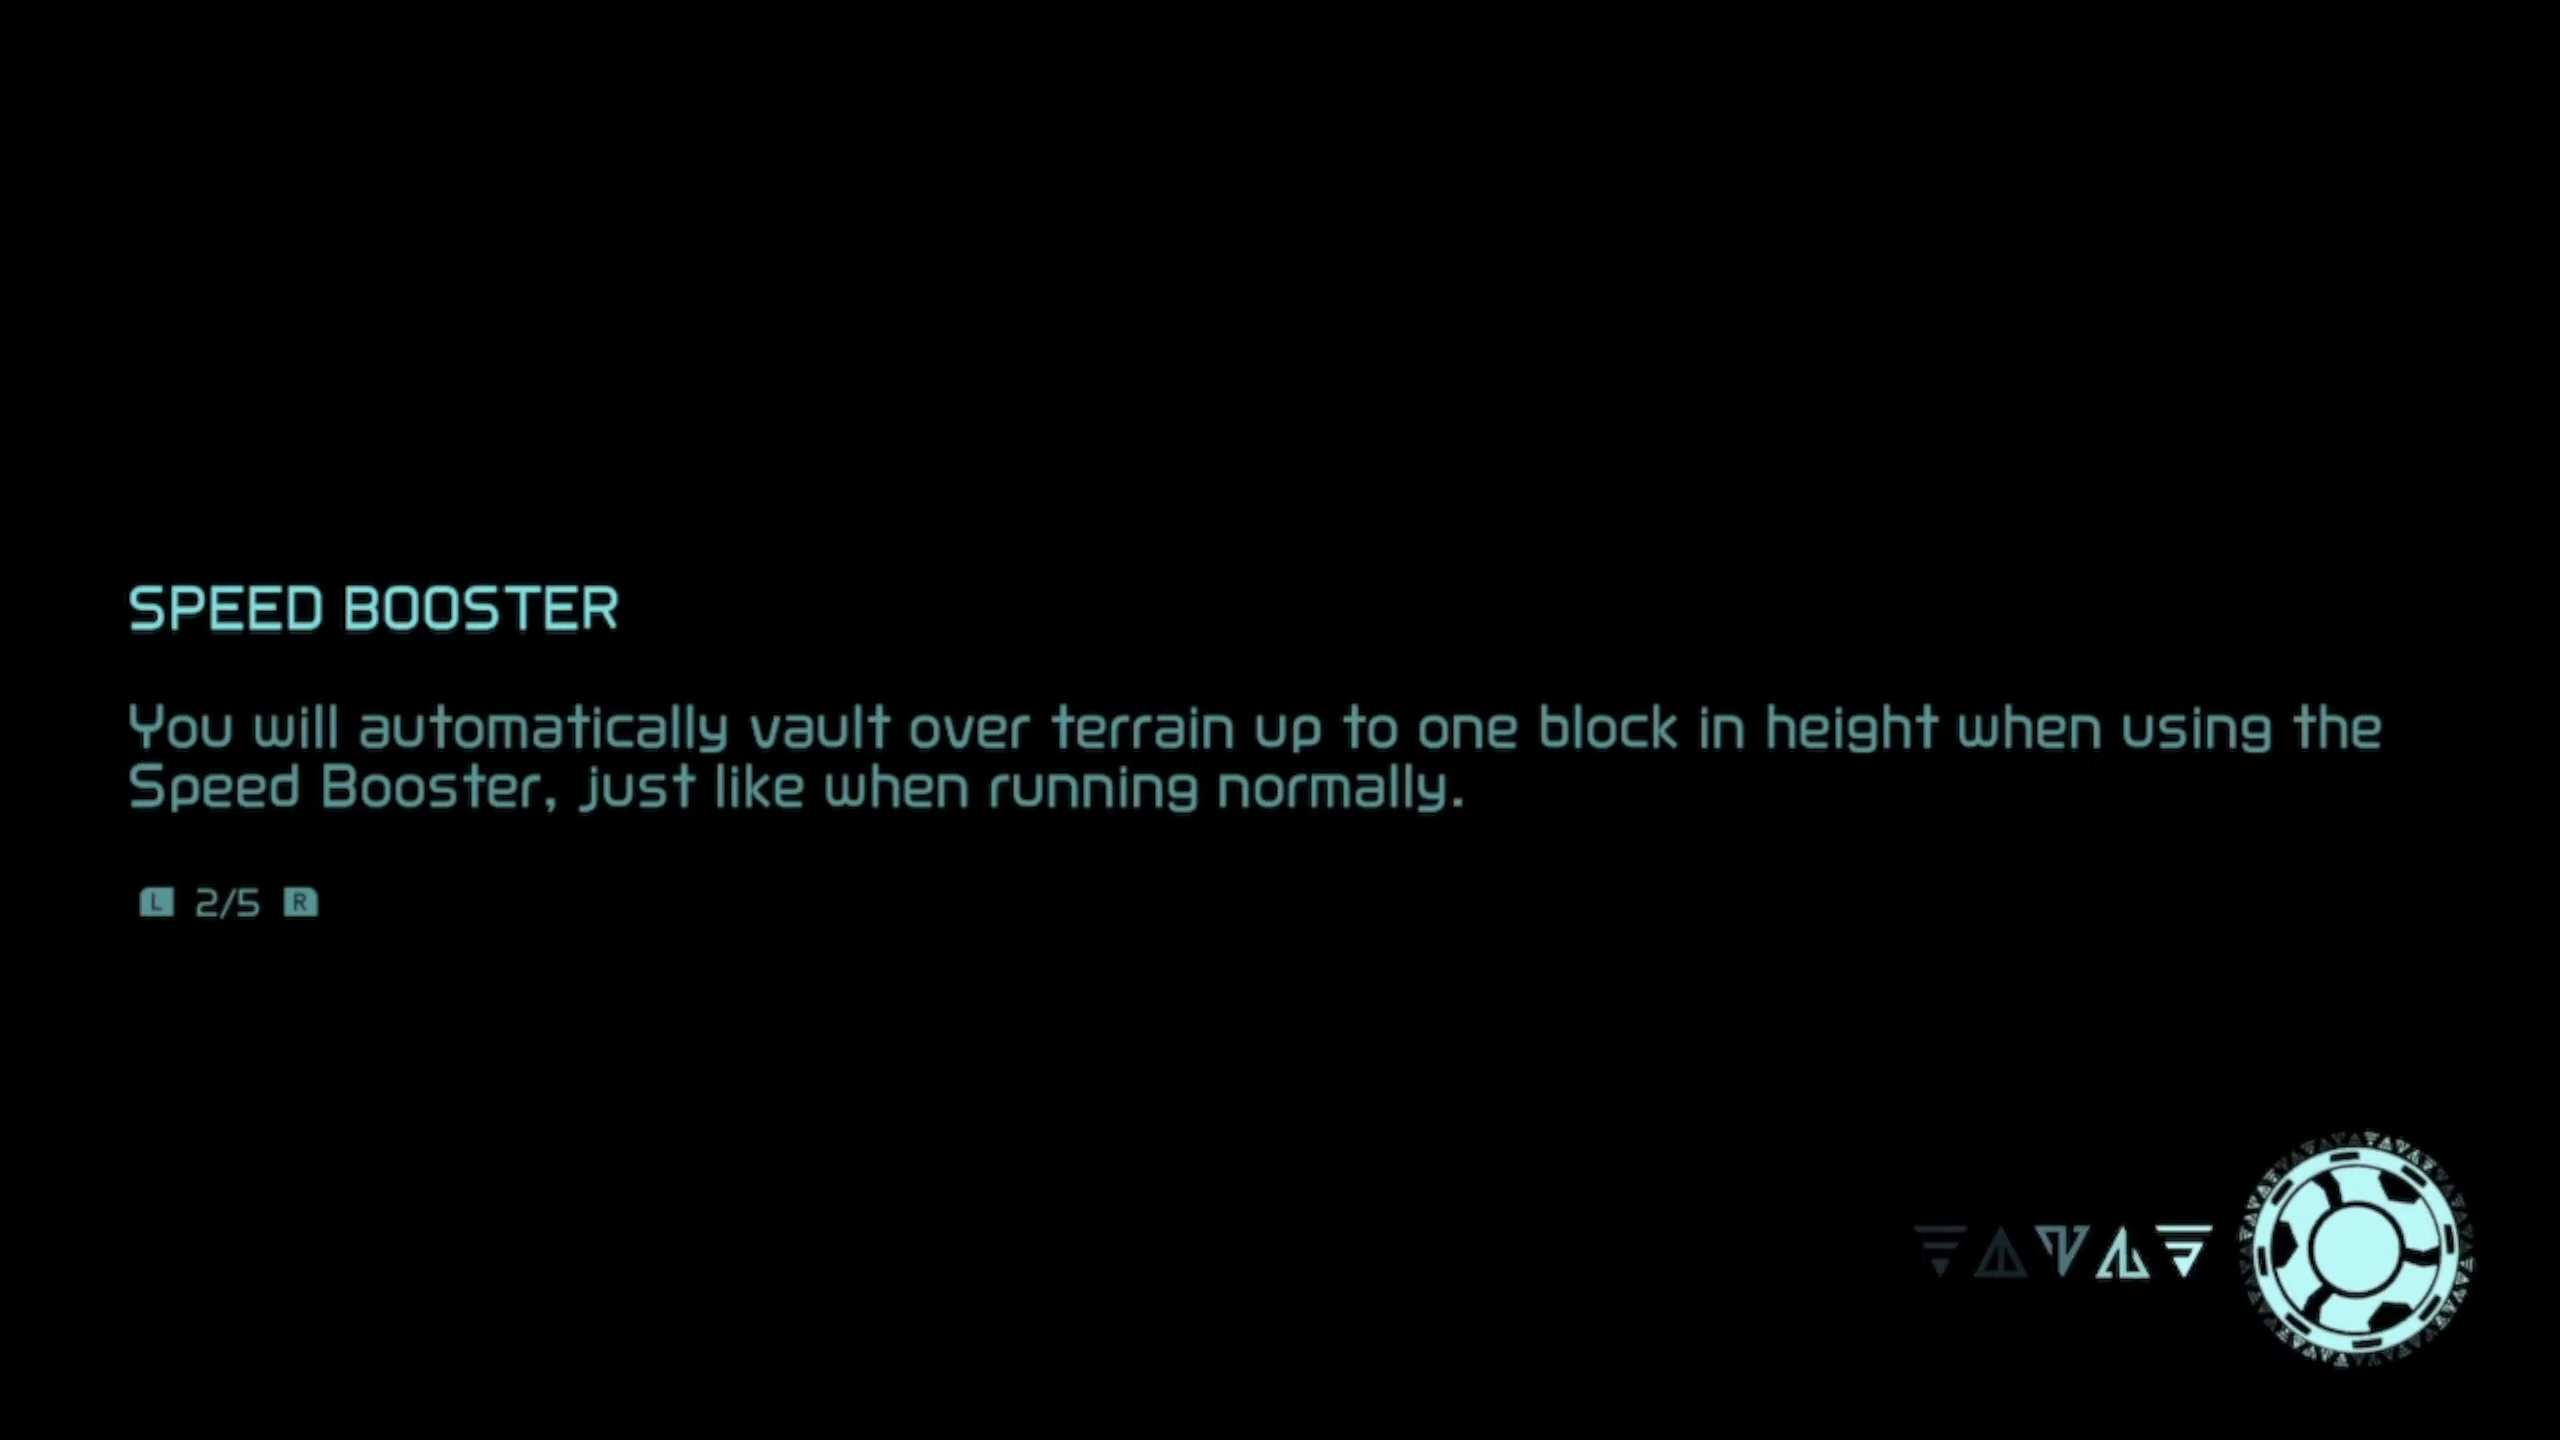 SPEED BOOSTER
You will automatically vault over terrain up to one block in height when using the
Speed Booster, just like when running normally.
L 2/5 R